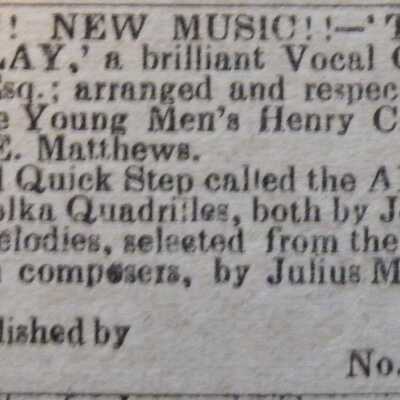 ! NEW MUSIC!!—'T
LAY,' a brilliant Vocal C
Esq.; arranged and respec
e Young Men's Henry C
E. Matthews.
l Quick Step called the A
olka Quadrilles, both by J
elodies, selected from the
n composers, by Julius M
lished by
No.